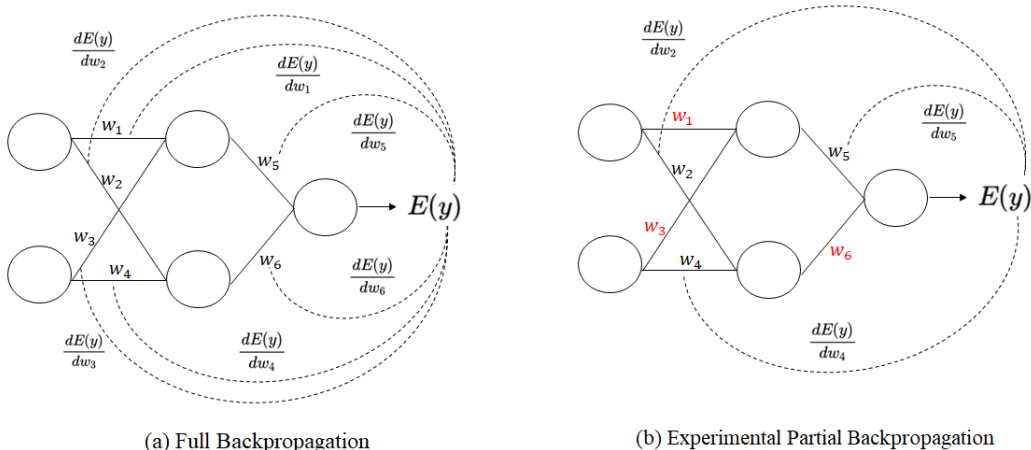 dE(y)
dw₂
dE(y)
dw₁
dE(y)
dw₅
w₁
w₅
w₂
E(y)
w₃
w₆
w₄
dE(y)
dw₆
dE(y)
dw₃
dE(y)
dw₄
(a) Full Backpropagation
dE(y)
dw₂
dE(y)
dw₅
w₁
w₅
w₂
E(y)
w₃
w₆
w₄
dE(y)
dw₄
(b) Experimental Partial Backpropagation